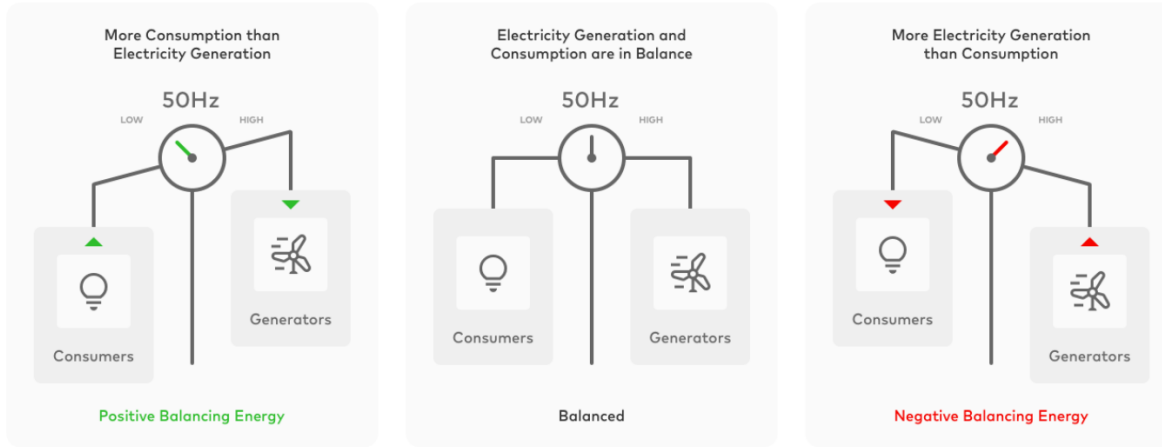 More Consumption than
Electricity Generation
50Hz
LOW
HIGH
Consumers
Generators
Positive Balancing Energy
Electricity Generation and
Consumption are in Balance
50Hz
LOW
HIGH
Consumers
Generators
Balanced
More Electricity Generation
than Consumption
50Hz
LOW
HIGH
Consumers
Generators
Negative Balancing Energy